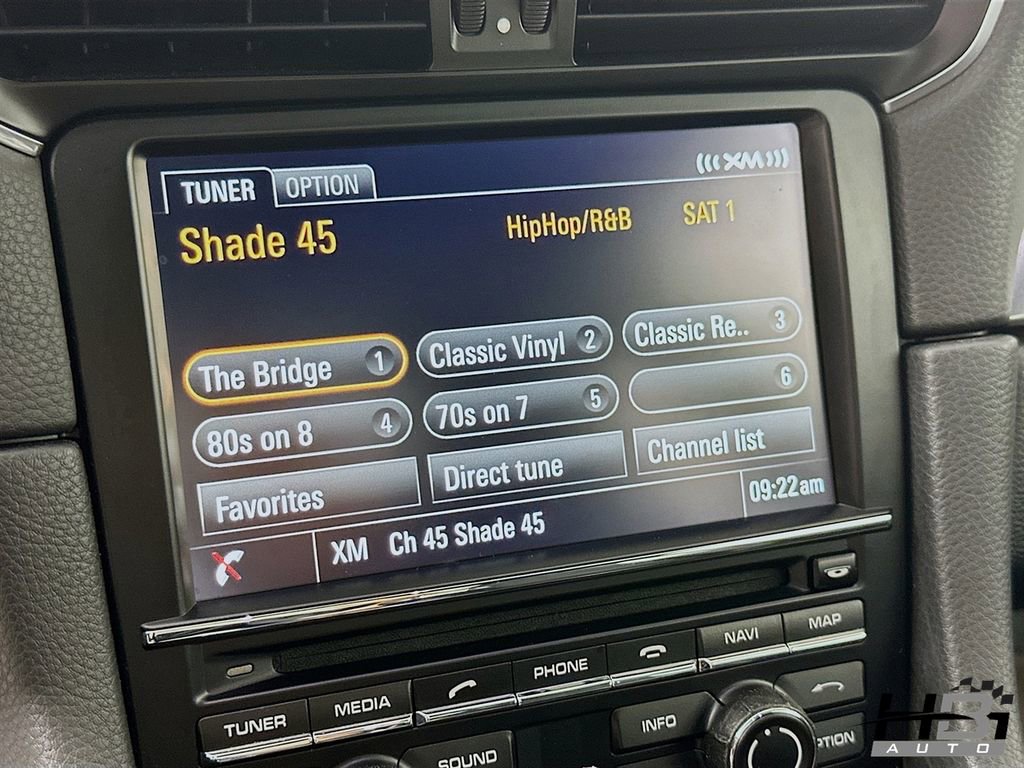 (((XM)))
TUNER OPTION
Shade 45 HipHop/R&B SAT 1
The Bridge 1 Classic Vinyl 2 Classic Re.. 3
80s on 8 4 70s on 7 5 6
Favorites Direct tune Channel list
XM Ch 45 Shade 45 09:22am
TUNER MEDIA PHONE NAVI MAP
SOUND INFO OPTION
HBI
AUTO